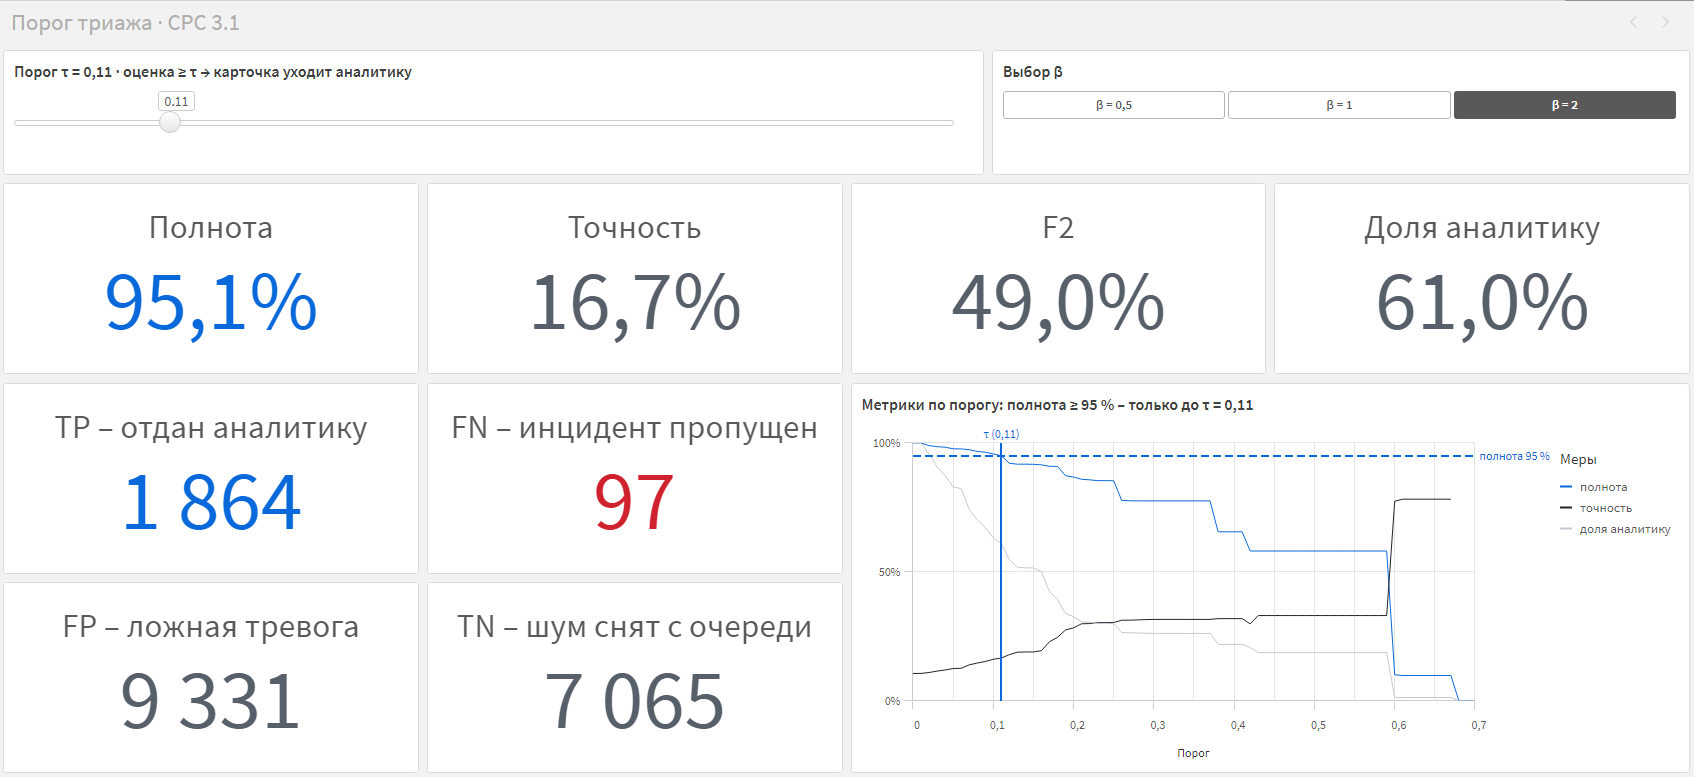 Порог триажа · СРС 3.1
Порог τ = 0,11 · оценка ≥ τ → карточка уходит аналитику
0.11
Выбор β
β = 0,5
β = 1
β = 2
Полнота
95,1%
Точность
16,7%
F2
49,0%
Доля аналитику
61,0%
TP – отдан аналитику
1 864
FN – инцидент пропущен
97
FP – ложная тревога
9 331
TN – шум снят с очереди
7 065
Метрики по порогу: полнота ≥ 95 % – только до τ = 0,11
τ (0,11)
100%
50%
0%
полнота 95 %
0
0,1
0,2
0,3
0,4
0,5
0,6
0,7
Порог
Меры
полнота
точность
доля аналитику